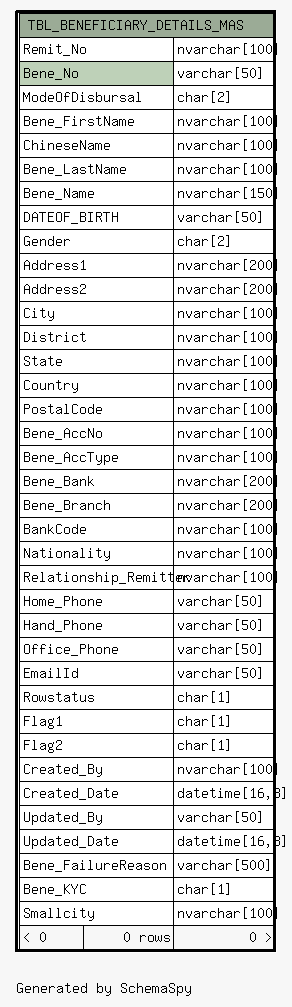 TBL_BENEFICIARY_DETAILS_MAS
Remit_No nvarchar[100]
Bene_No varchar[50]
ModeOfDisbursal char[2]
Bene_FirstName nvarchar[100]
ChineseName nvarchar[100]
Bene_LastName nvarchar[100]
Bene_Name nvarchar[150]
DATEOF_BIRTH varchar[50]
Gender char[2]
Address1 nvarchar[200]
Address2 nvarchar[200]
City nvarchar[100]
District nvarchar[100]
State nvarchar[100]
Country nvarchar[100]
PostalCode nvarchar[100]
Bene_AccNo nvarchar[100]
Bene_AccType nvarchar[100]
Bene_Bank nvarchar[200]
Bene_Branch nvarchar[200]
BankCode nvarchar[100]
Nationality nvarchar[100]
Relationship_Remitter nvarchar[100]
Home_Phone varchar[50]
Hand_Phone varchar[50]
Office_Phone varchar[50]
EmailId varchar[50]
Rowstatus char[1]
Flag1 char[1]
Flag2 char[1]
Created_By nvarchar[100]
Created_Date datetime[16,3]
Updated_By varchar[50]
Updated_Date datetime[16,3]
Bene_FailureReason varchar[500]
Bene_KYC char[1]
Smallcity nvarchar[100]
< 0 0 rows 0 >
Generated by SchemaSpy